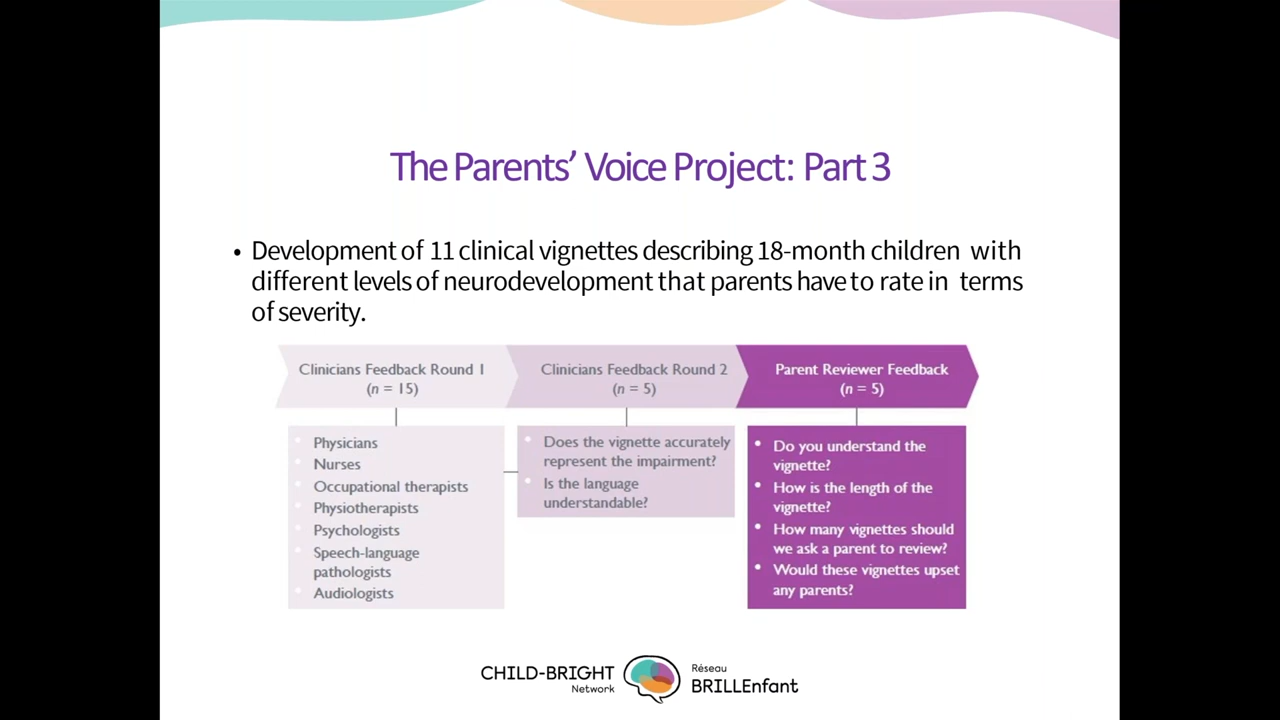 The Parents’ Voice Project: Part 3
• Development of 11 clinical vignettes describing 18-month children with
different levels of neurodevelopment that parents have to rate in terms
of severity.
Clinicians Feedback Round 1
(n = 15)
• Physicians
• Nurses
• Occupational therapists
• Physiotherapists
• Psychologists
• Speech-language
pathologists
• Audiologists
Clinicians Feedback Round 2
(n = 5)
• Does the vignette accurately
represent the impairment?
• Is the language
understandable?
Parent Reviewer Feedback
(n = 5)
• Do you understand the
vignette?
• How is the length of the
vignette?
• How many vignettes should
we ask a parent to review?
• Would these vignettes upset
any parents?
CHILD-BRIGHT
Network
Réseau
BRILLEnfant